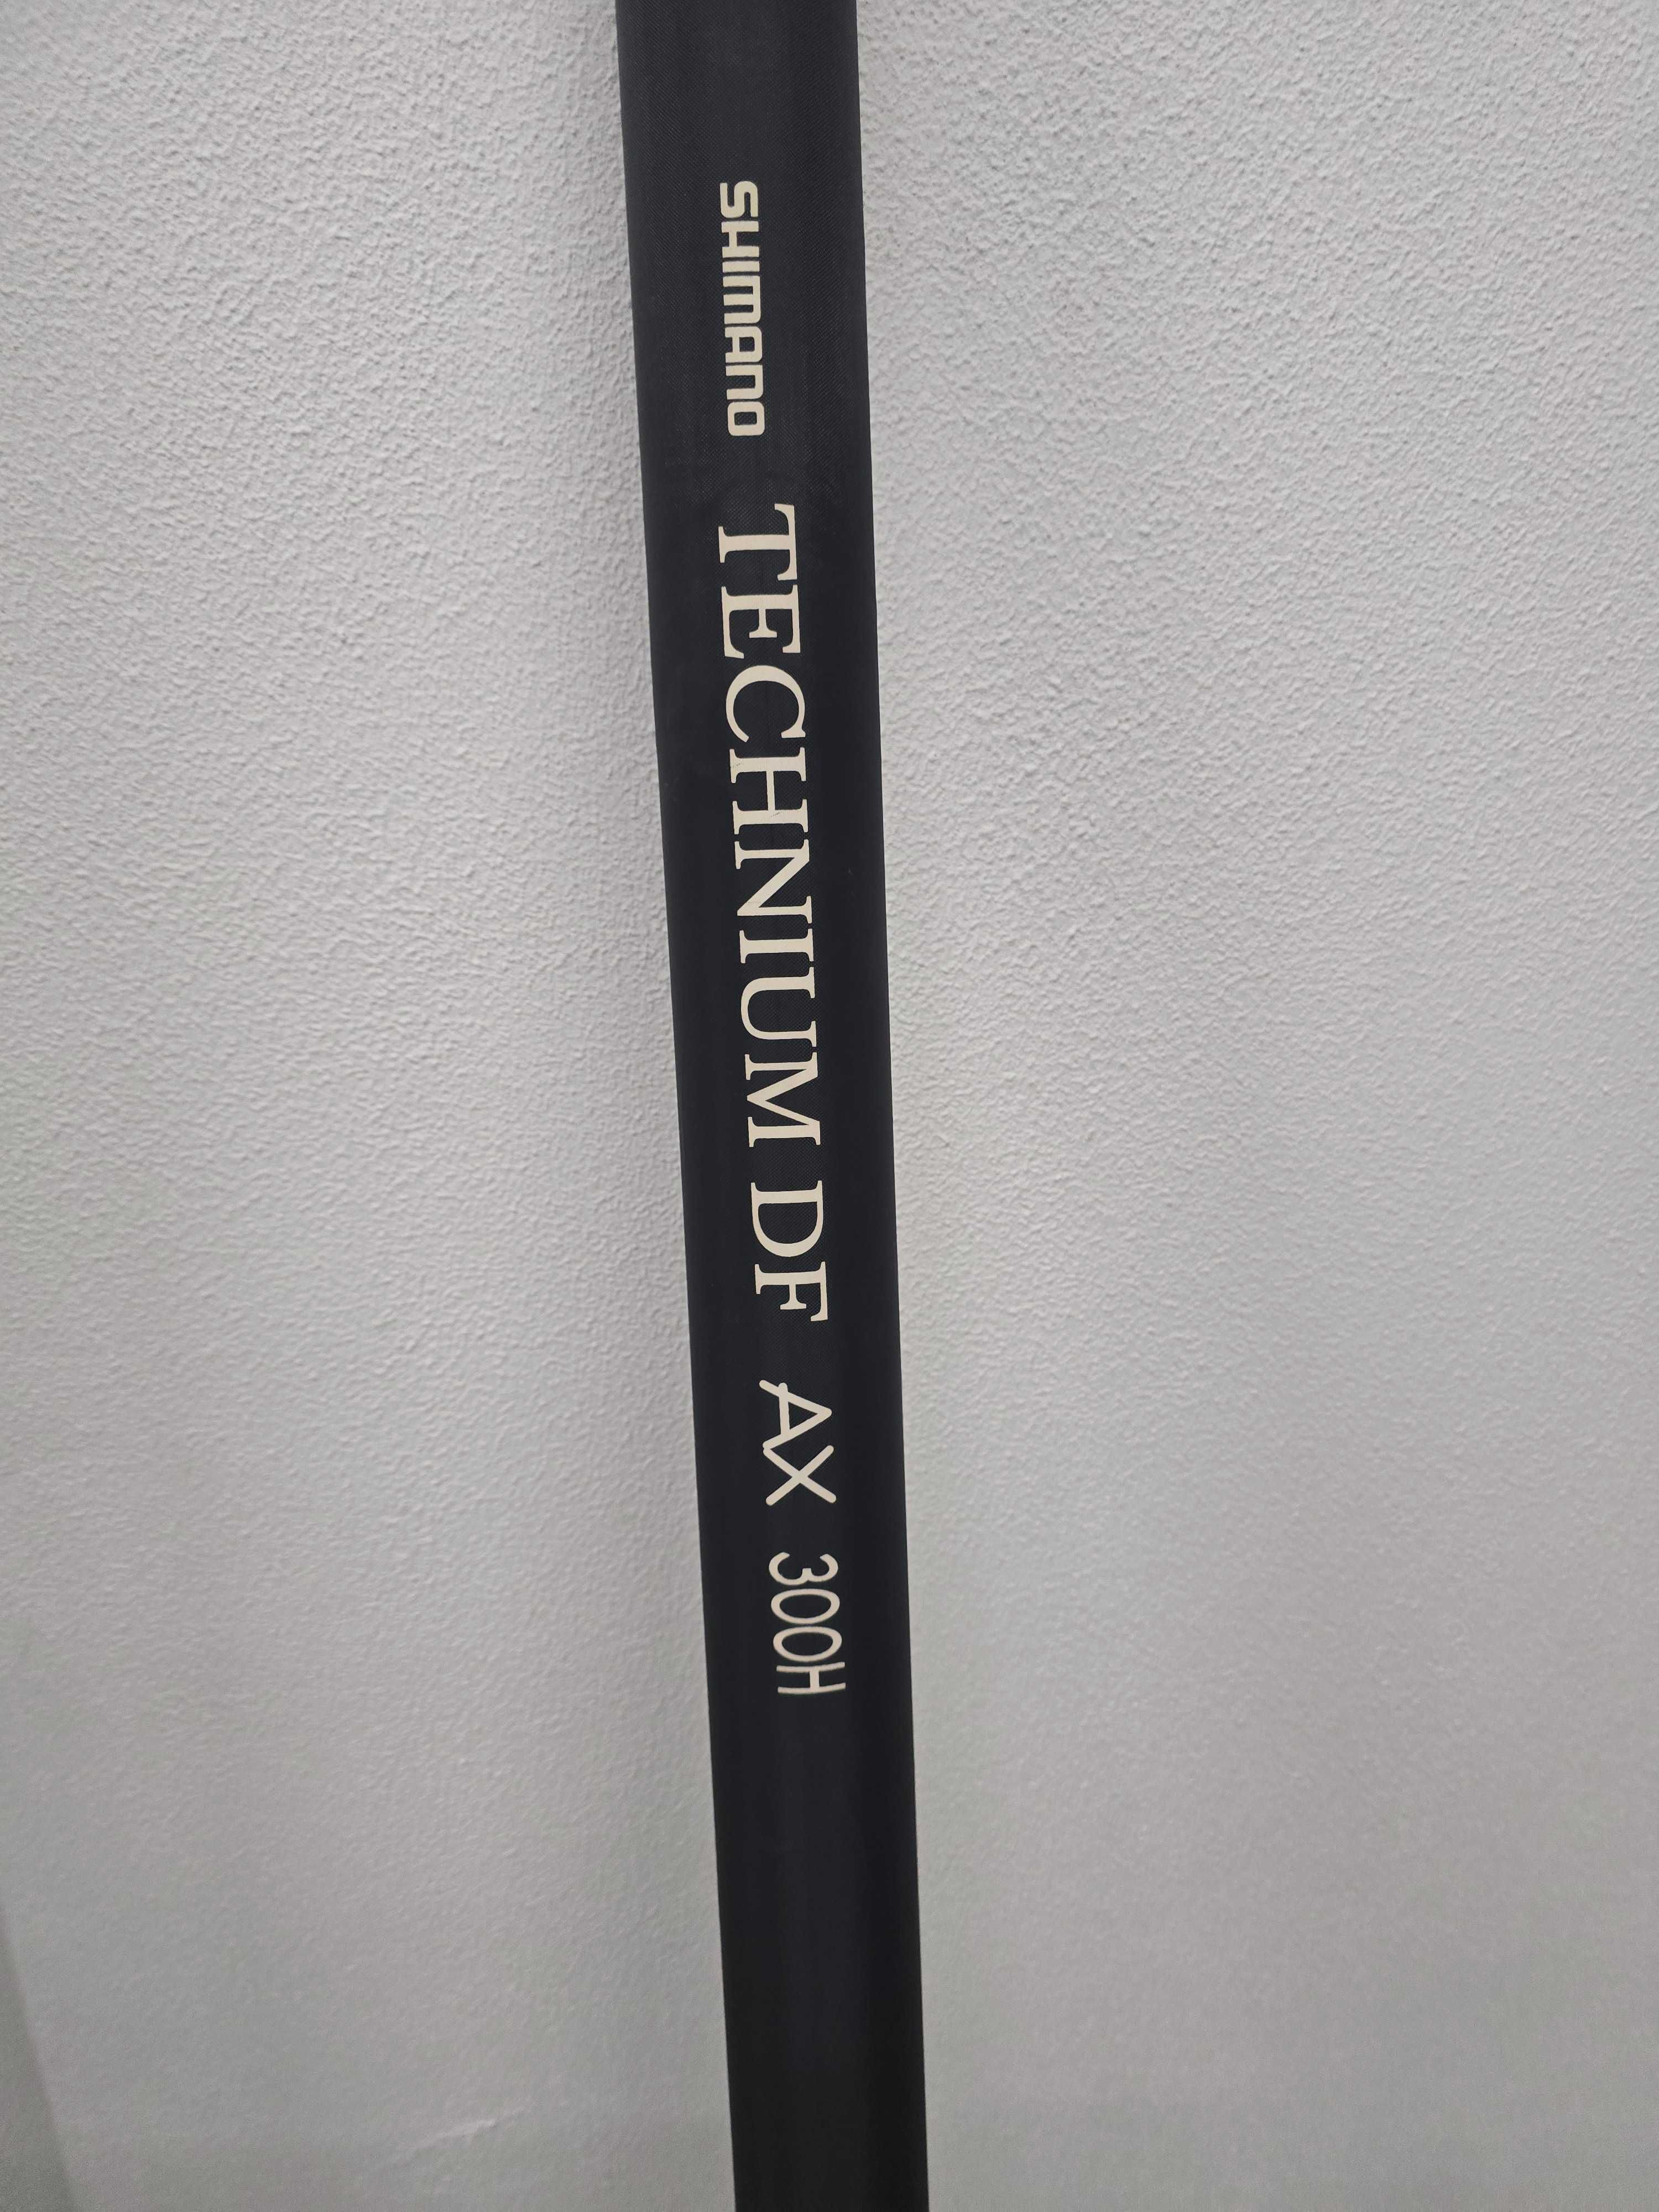 SHIMANO TECHNIUM DF AX 300H